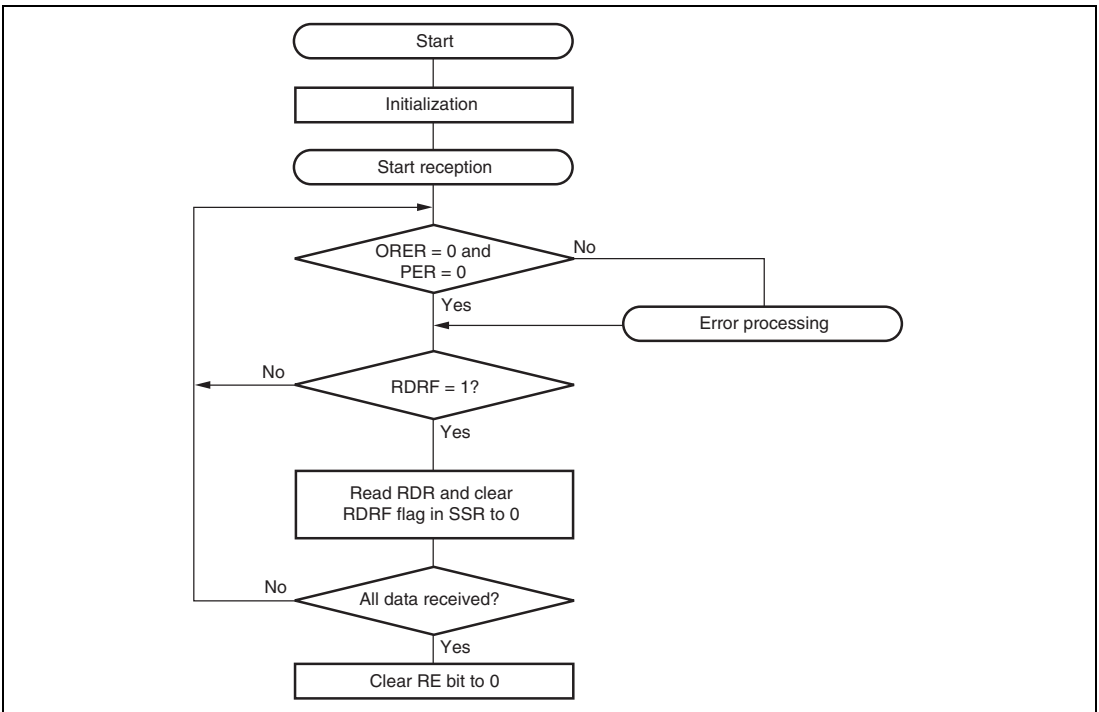 Start
Initialization
Start reception
ORER = 0 and
PER = 0
No
Yes
Error processing
No
RDRF = 1?
Yes
Read RDR and clear
RDRF flag in SSR to 0
No
All data received?
Yes
Clear RE bit to 0